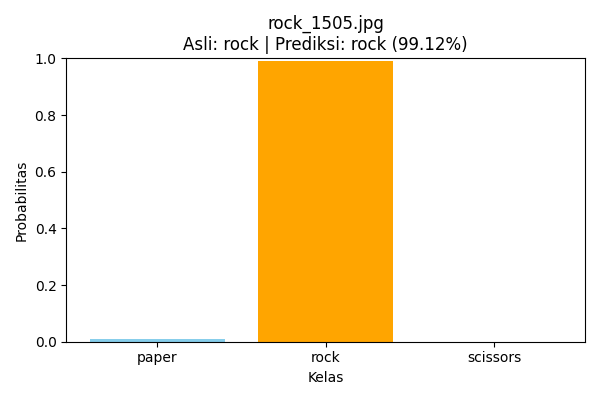 rock_1505.jpg
Asli: rock | Prediksi: rock (99.12%)
1.0
0.8
0.6
0.4
0.2
0.0
Probabilitas
paper rock scissors
Kelas